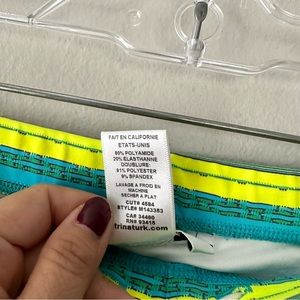 FAIT EN CALIFORNIE
ETATS-UNIS
80% POLYAMIDE
20% ELASTHANNE
DOUBLURE:
91% POLYESTER
9% SPANDEX
LAVAGE A FROID EN
MACHINE
SECHER A PLAT
CUT# 4584
STYLE# M143353
CA# 34460
RN# 93415
trinaturk.com